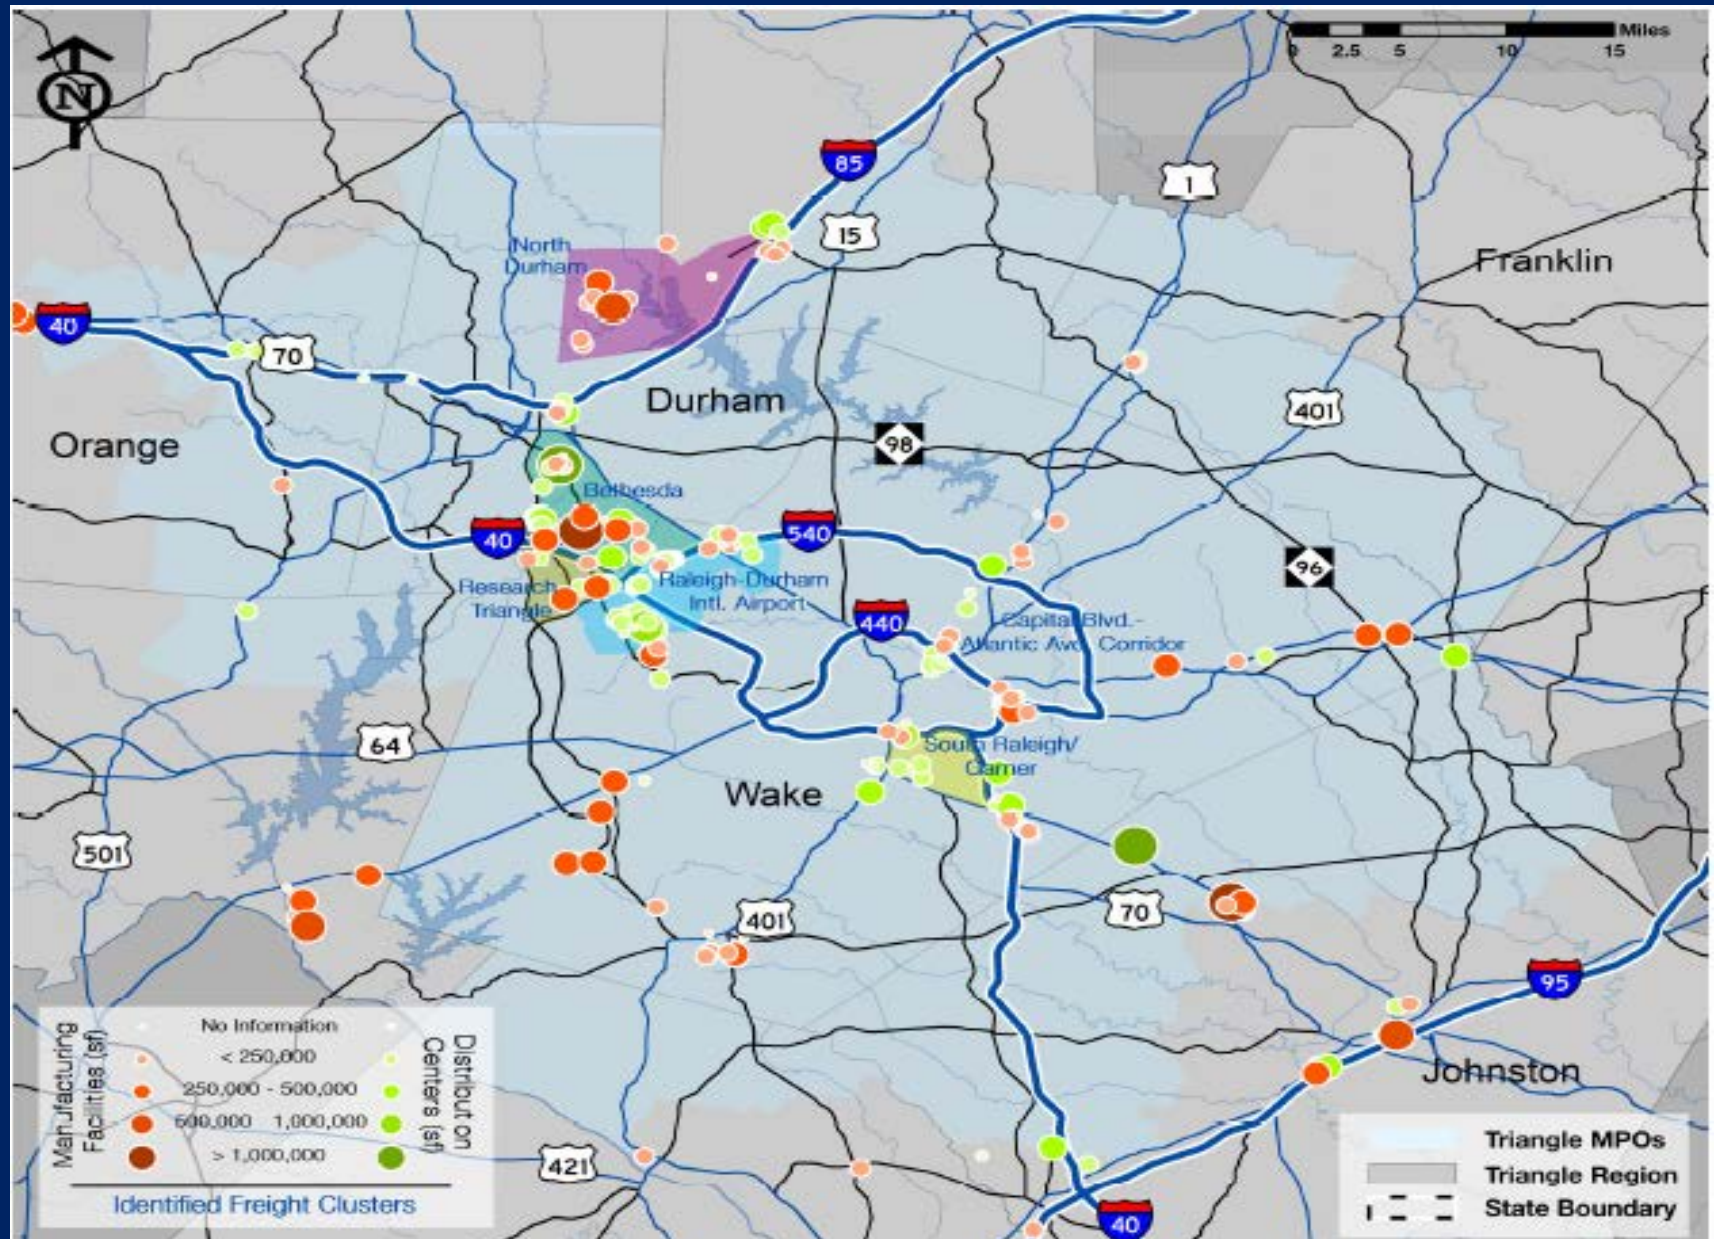 N
Miles
0 2.5 5 10 15
85
1
15
North
Durham
Franklin
40
70
Durham
401
Orange
98
Bethesda
40
540
96
Research
Triangle
Raleigh-Durham
Intl. Airport
440
Capital Blvd.-
Atlantic Ave. Corridor
64
South Raleigh/
Garner
Wake
501
401
70
95
Johnston
421
40
Manufacturing
Facilities (sf)
No Information
< 250,000
250,000 - 500,000
500,000 1,000,000
> 1,000,000
Distribut on
Centers (sf)
Identified Freight Clusters
Triangle MPOs
Triangle Region
State Boundary